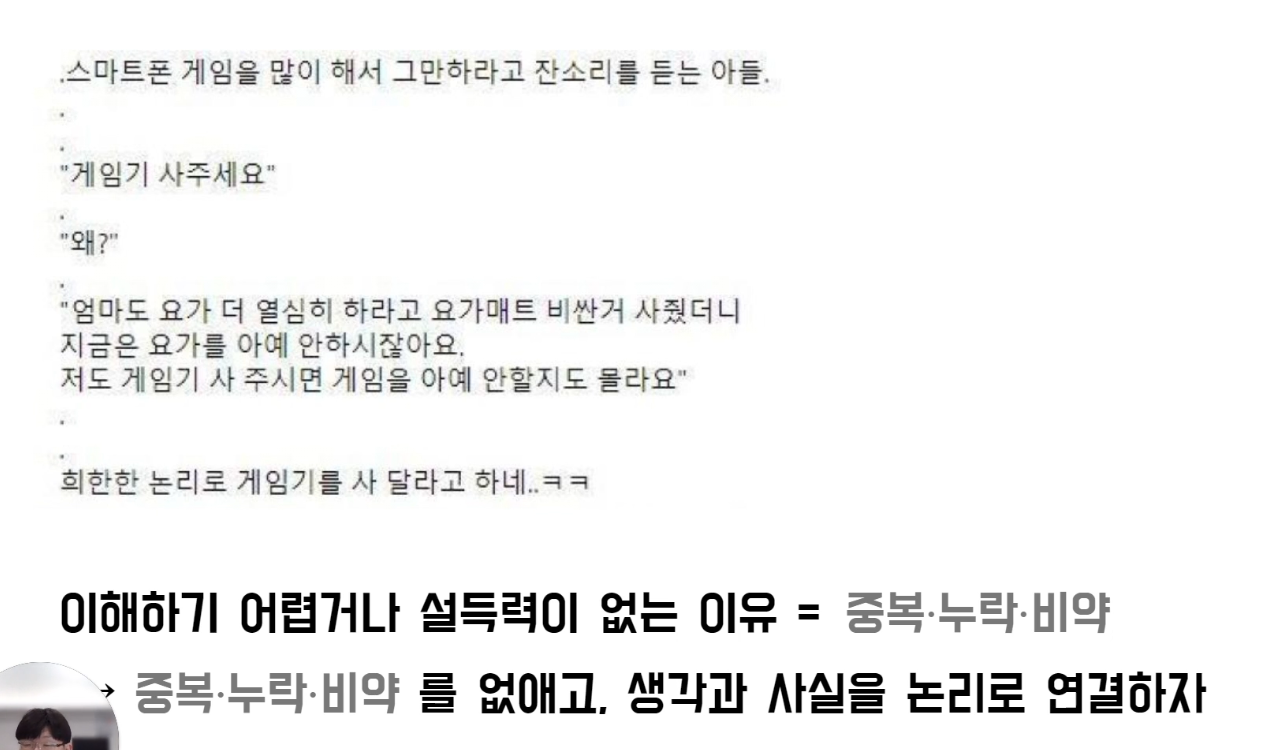 .스마트폰 게임을 많이 해서 그만하라고 잔소리를 듣는 아들.
.
.
"게임기 사주세요"
.
"왜?"
.
"엄마도 요가 더 열심히 하라고 요가매트 비싼거 사줬더니
지금은 요가를 아예 안하시잖아요.
저도 게임기 사 주시면 게임을 아예 안할지도 몰라요"
.
.
희한한 논리로 게임기를 사 달라고 하네..ㅋㅋ
이해하기 어렵거나 설득력이 없는 이유 = 중복·누락·비약
→ 중복·누락·비약 를 없애고, 생각과 사실을 논리로 연결하자